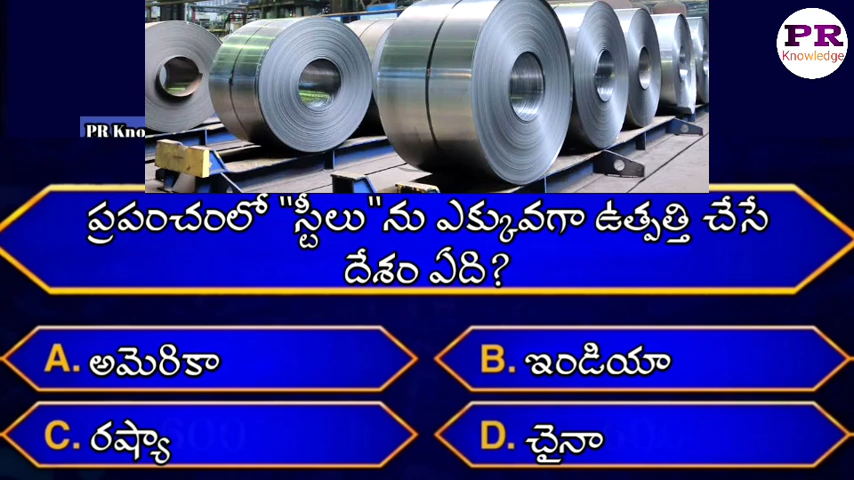 PR
Knowledge
PR Kno
ప్రపంచంలో "స్టీలు"ను ఎక్కువగా ఉత్పత్తి చేసే
దేశం ఏది?
A. అమెరికా
B. ఇండియా
C. రష్యా
D. చైనా